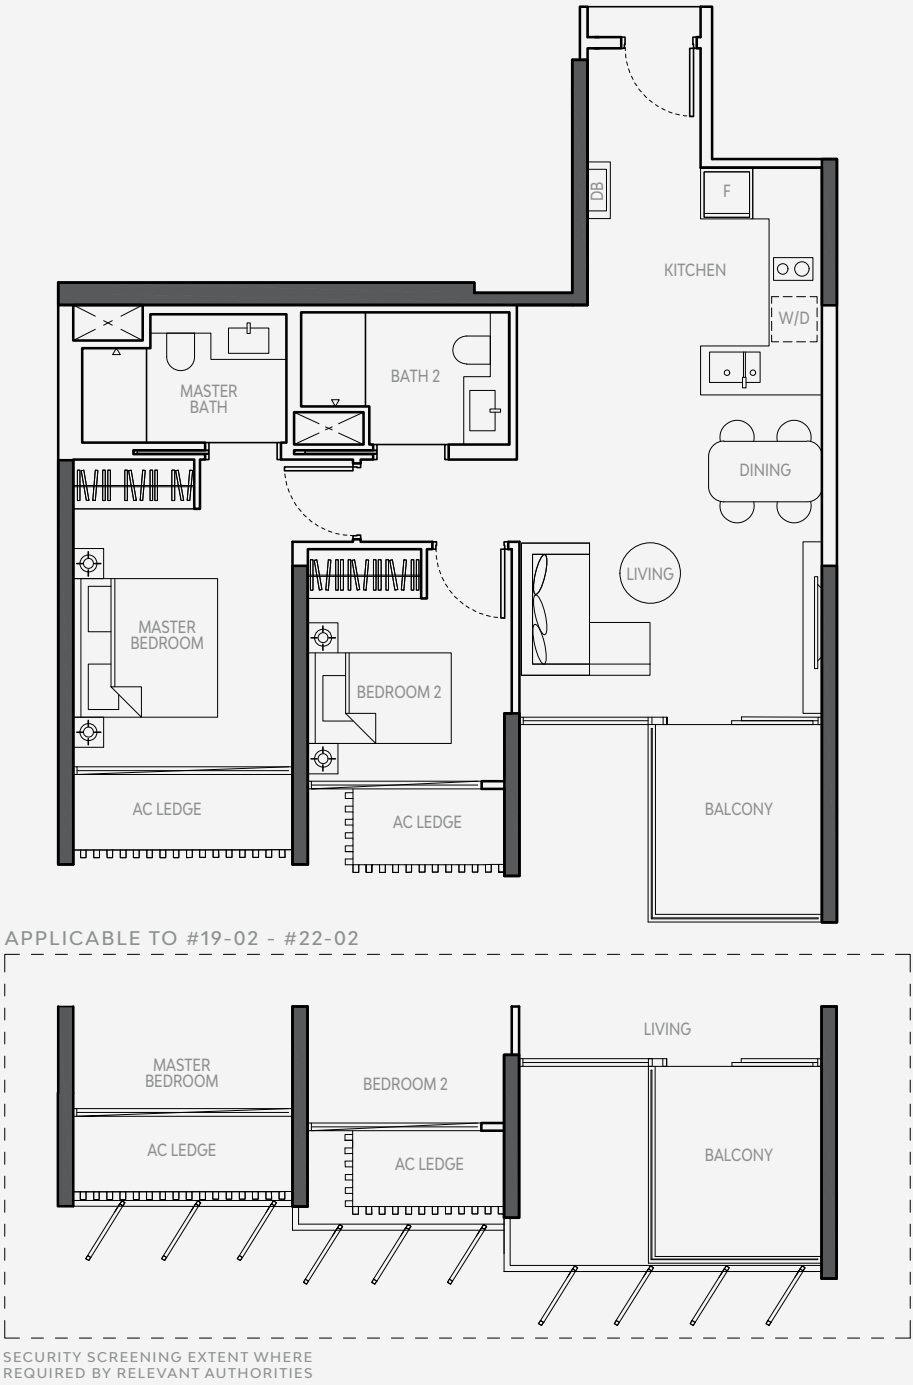 DB
F
KITCHEN
W/D
MASTER
BATH
BATH 2
DINING
LIVING
MASTER
BEDROOM
BEDROOM 2
AC LEDGE
AC LEDGE
BALCONY
APPLICABLE TO #19-02 - #22-02
LIVING
MASTER
BEDROOM
BEDROOM 2
AC LEDGE
AC LEDGE
BALCONY
SECURITY SCREENING EXTENT WHERE
REQUIRED BY RELEVANT AUTHORITIES